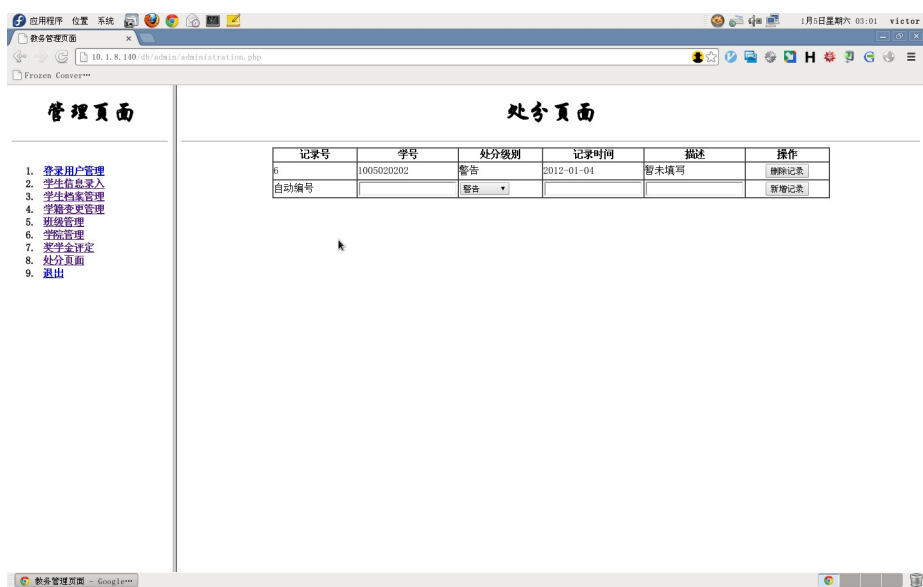 应用程序 位置 系统 1月5日星期六 03:01 victor
教务管理页面
10.1.8.140/db/admin/administration.php
Frozen Conver…
管理页面
1. 登录用户管理
2. 学生信息录入
3. 学生档案管理
4. 学籍变更管理
5. 班级管理
6. 学院管理
7. 奖学金评定
8. 处分页面
9. 退出
处分页面
记录号 学号 处分级别 记录时间 描述 操作
6 1005020202 警告 2012-01-04 暂未填写 删除记录
自动编号 警告 新增记录
教务管理页面 - Google…